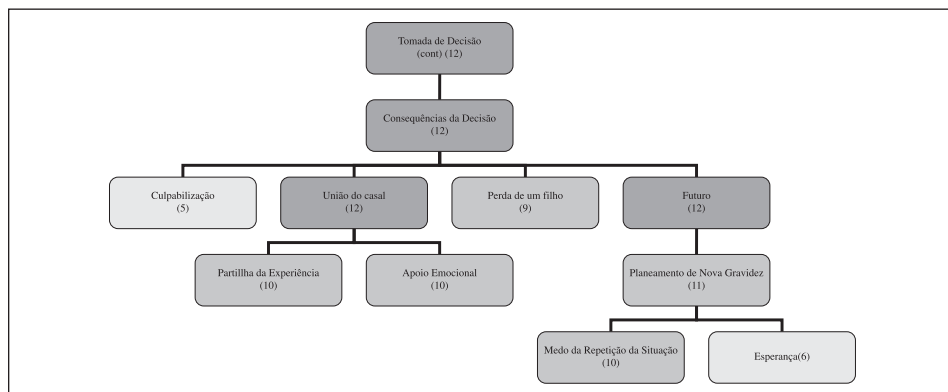 Tomada de Decisão
(cont) (12)
Consequências da Decisão
(12)
Culpabilização
(5)
União do casal
(12)
Perda de um filho
(9)
Futuro
(12)
Partillha da Experiência
(10)
Apoio Emocional
(10)
Planeamento de Nova Gravidez
(11)
Medo da Repetição da Situação
(10)
Esperança(6)